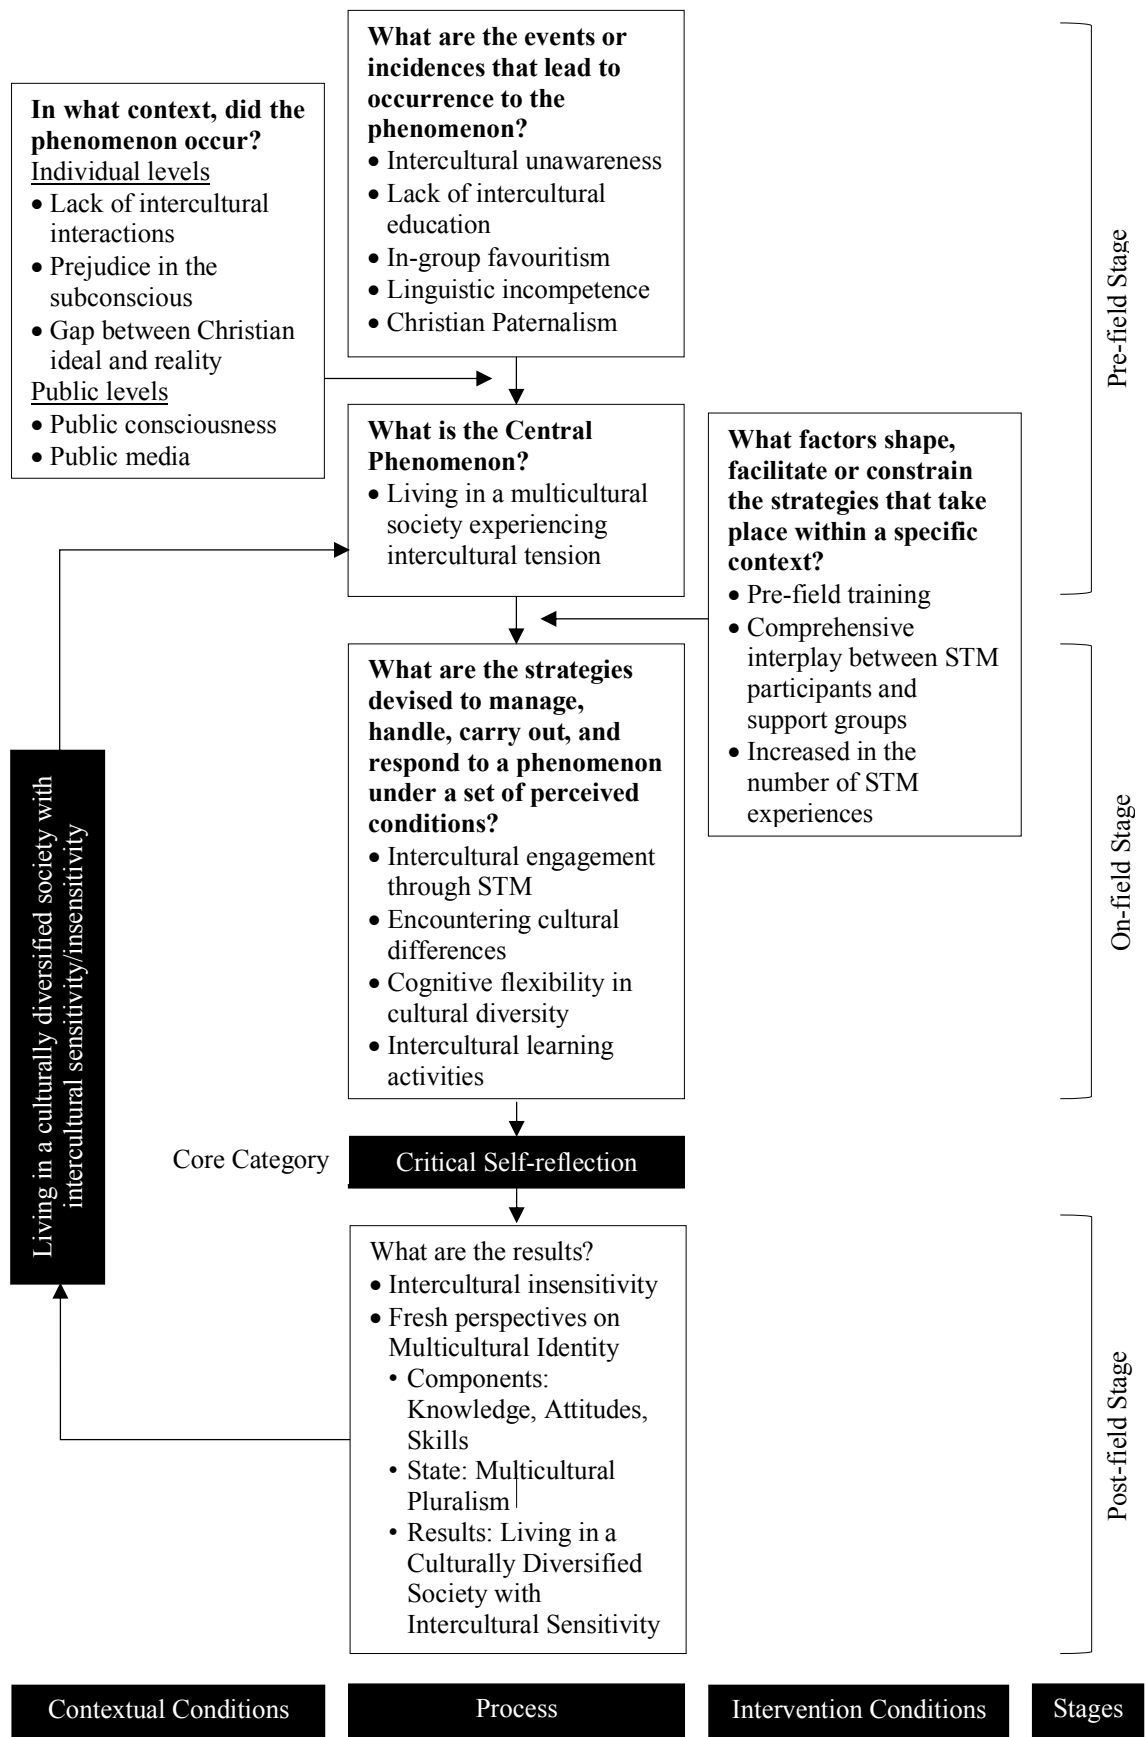 What are the events or
incidences that lead to
occurrence to the
phenomenon?
• Intercultural unawareness
• Lack of intercultural
education
• In-group favouritism
• Linguistic incompetence
• Christian Paternalism
In what context, did the
phenomenon occur?
Individual levels
• Lack of intercultural
interactions
• Prejudice in the
subconscious
• Gap between Christian
ideal and reality
Public levels
• Public consciousness
• Public media
What is the Central
Phenomenon?
• Living in a multicultural
society experiencing
intercultural tension
What factors shape,
facilitate or constrain
the strategies that take
place within a specific
context?
• Pre-field training
• Comprehensive
interplay between STM
participants and
support groups
• Increased in the
number of STM
experiences
What are the strategies
devised to manage,
handle, carry out, and
respond to a phenomenon
under a set of perceived
conditions?
• Intercultural engagement
through STM
• Encountering cultural
differences
• Cognitive flexibility in
cultural diversity
• Intercultural learning
activities
Living in a culturally diversified society with
intercultural sensitivity/insensitivity
Core Category
Critical Self-reflection
What are the results?
• Intercultural insensitivity
• Fresh perspectives on
Multicultural Identity
• Components:
Knowledge, Attitudes,
Skills
• State: Multicultural
Pluralism
• Results: Living in a
Culturally Diversified
Society with
Intercultural Sensitivity
Pre-field Stage
On-field Stage
Post-field Stage
Contextual Conditions
Process
Intervention Conditions
Stages